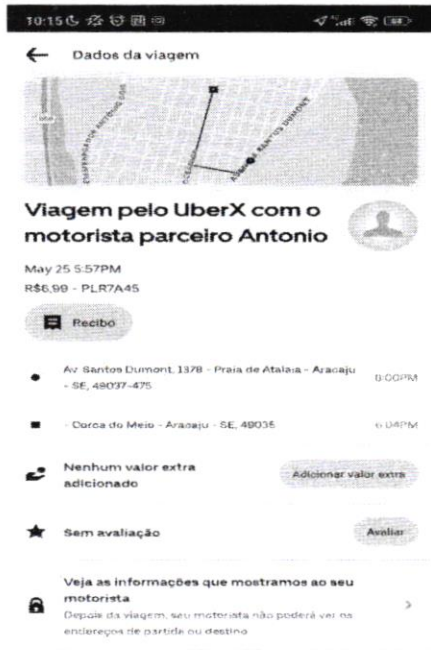 10:15
Dados da viagem
AVENIDA SANTOS DUMONT
Viagem pelo UberX com o
motorista parceiro Antonio
May 25 5:57PM
R$6,99 - PLR7A45
Recibo
Av. Santos Dumont, 1378 - Praia de Atalaia - Aracaju
- SE, 49037-475
6:00PM
- Coroa do Meio - Aracaju - SE, 49035
6:04PM
Nenhum valor extra
adicionado
Adicionar valor extra
Sem avaliação
Avaliar
Veja as informações que mostramos ao seu
motorista
Depois da viagem, seu motorista não poderá ver os
endereços de partida ou destino